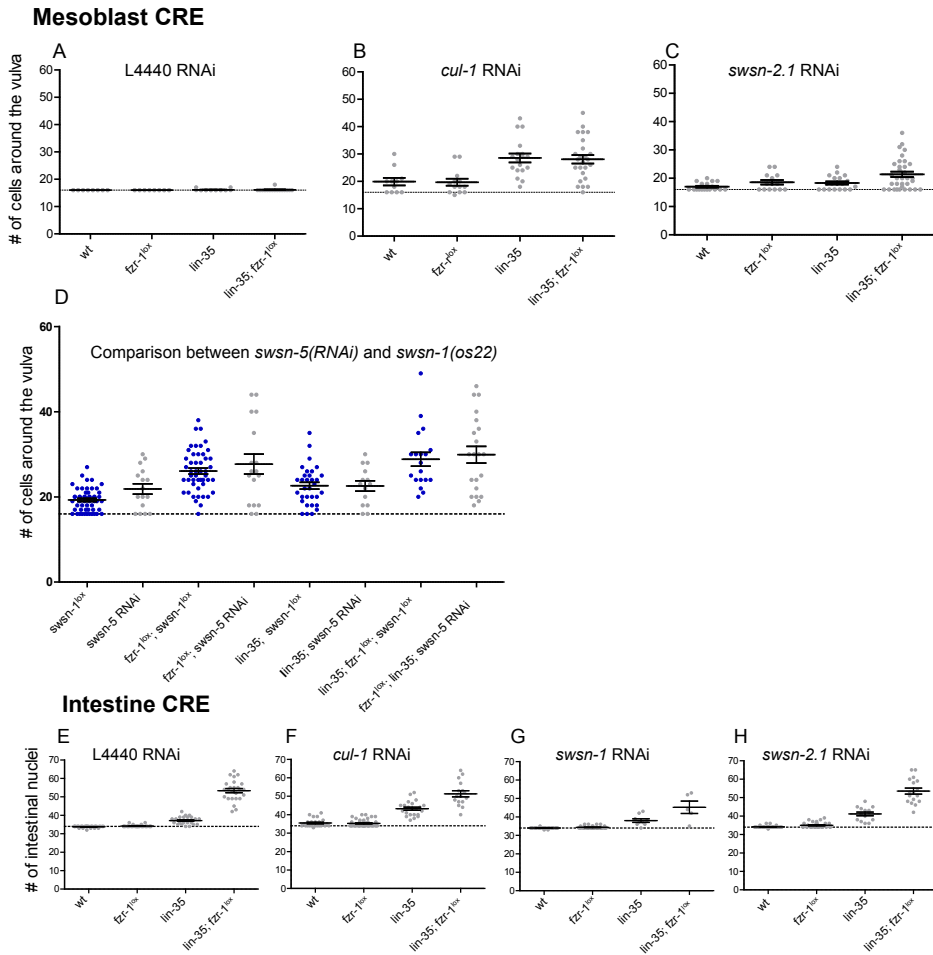 Mesoblast CRE
A
L4440 RNAi
# of cells around the vulva
60
50
40
30
20
10
0
wt
fzr-1lox
lin-35
lin-35; fzr-1lox
B
cul-1 RNAi
60
50
40
30
20
10
0
wt
fzr-rlox
lin-35
lin-35; fzr-1lox
C
swsn-2.1 RNAi
60
50
40
30
20
10
0
wt
fzr-1lox
lin-35
lin-35; fzr-1lox
D
Comparison between swsn-5(RNAi) and swsn-1(os22)
# of cells around the vulva
60
40
20
0
swsn-1lox
swsn-5 RNAi
fzr-1lox; swsn-1lox
fzr-1lox; swsn-5 RNAi
lin-35; swsn-1lox
lin-35; swsn-5 RNAi
lin-35; fzr-1lox; swsn-1lox
fzr-1lox; lin-35; swsn-5 RNAi
Intestine CRE
E
L4440 RNAi
# of intestinal nuclei
70
60
50
40
30
20
10
0
wt
fzr-1lox
lin-35
lin-35; fzr-1lox
F
cul-1 RNAi
70
60
50
40
30
20
10
0
wt
fzr-1lox
lin-35
lin-35; fzr-1lox
G
swsn-1 RNAi
70
60
50
40
30
20
10
0
wt
fzr-1lox
lin-35
lin-35; fzr-1lox
H
swsn-2.1 RNAi
70
60
50
40
30
20
10
0
wt
fzr-1lox
lin-35
lin-35; fzr-1lox